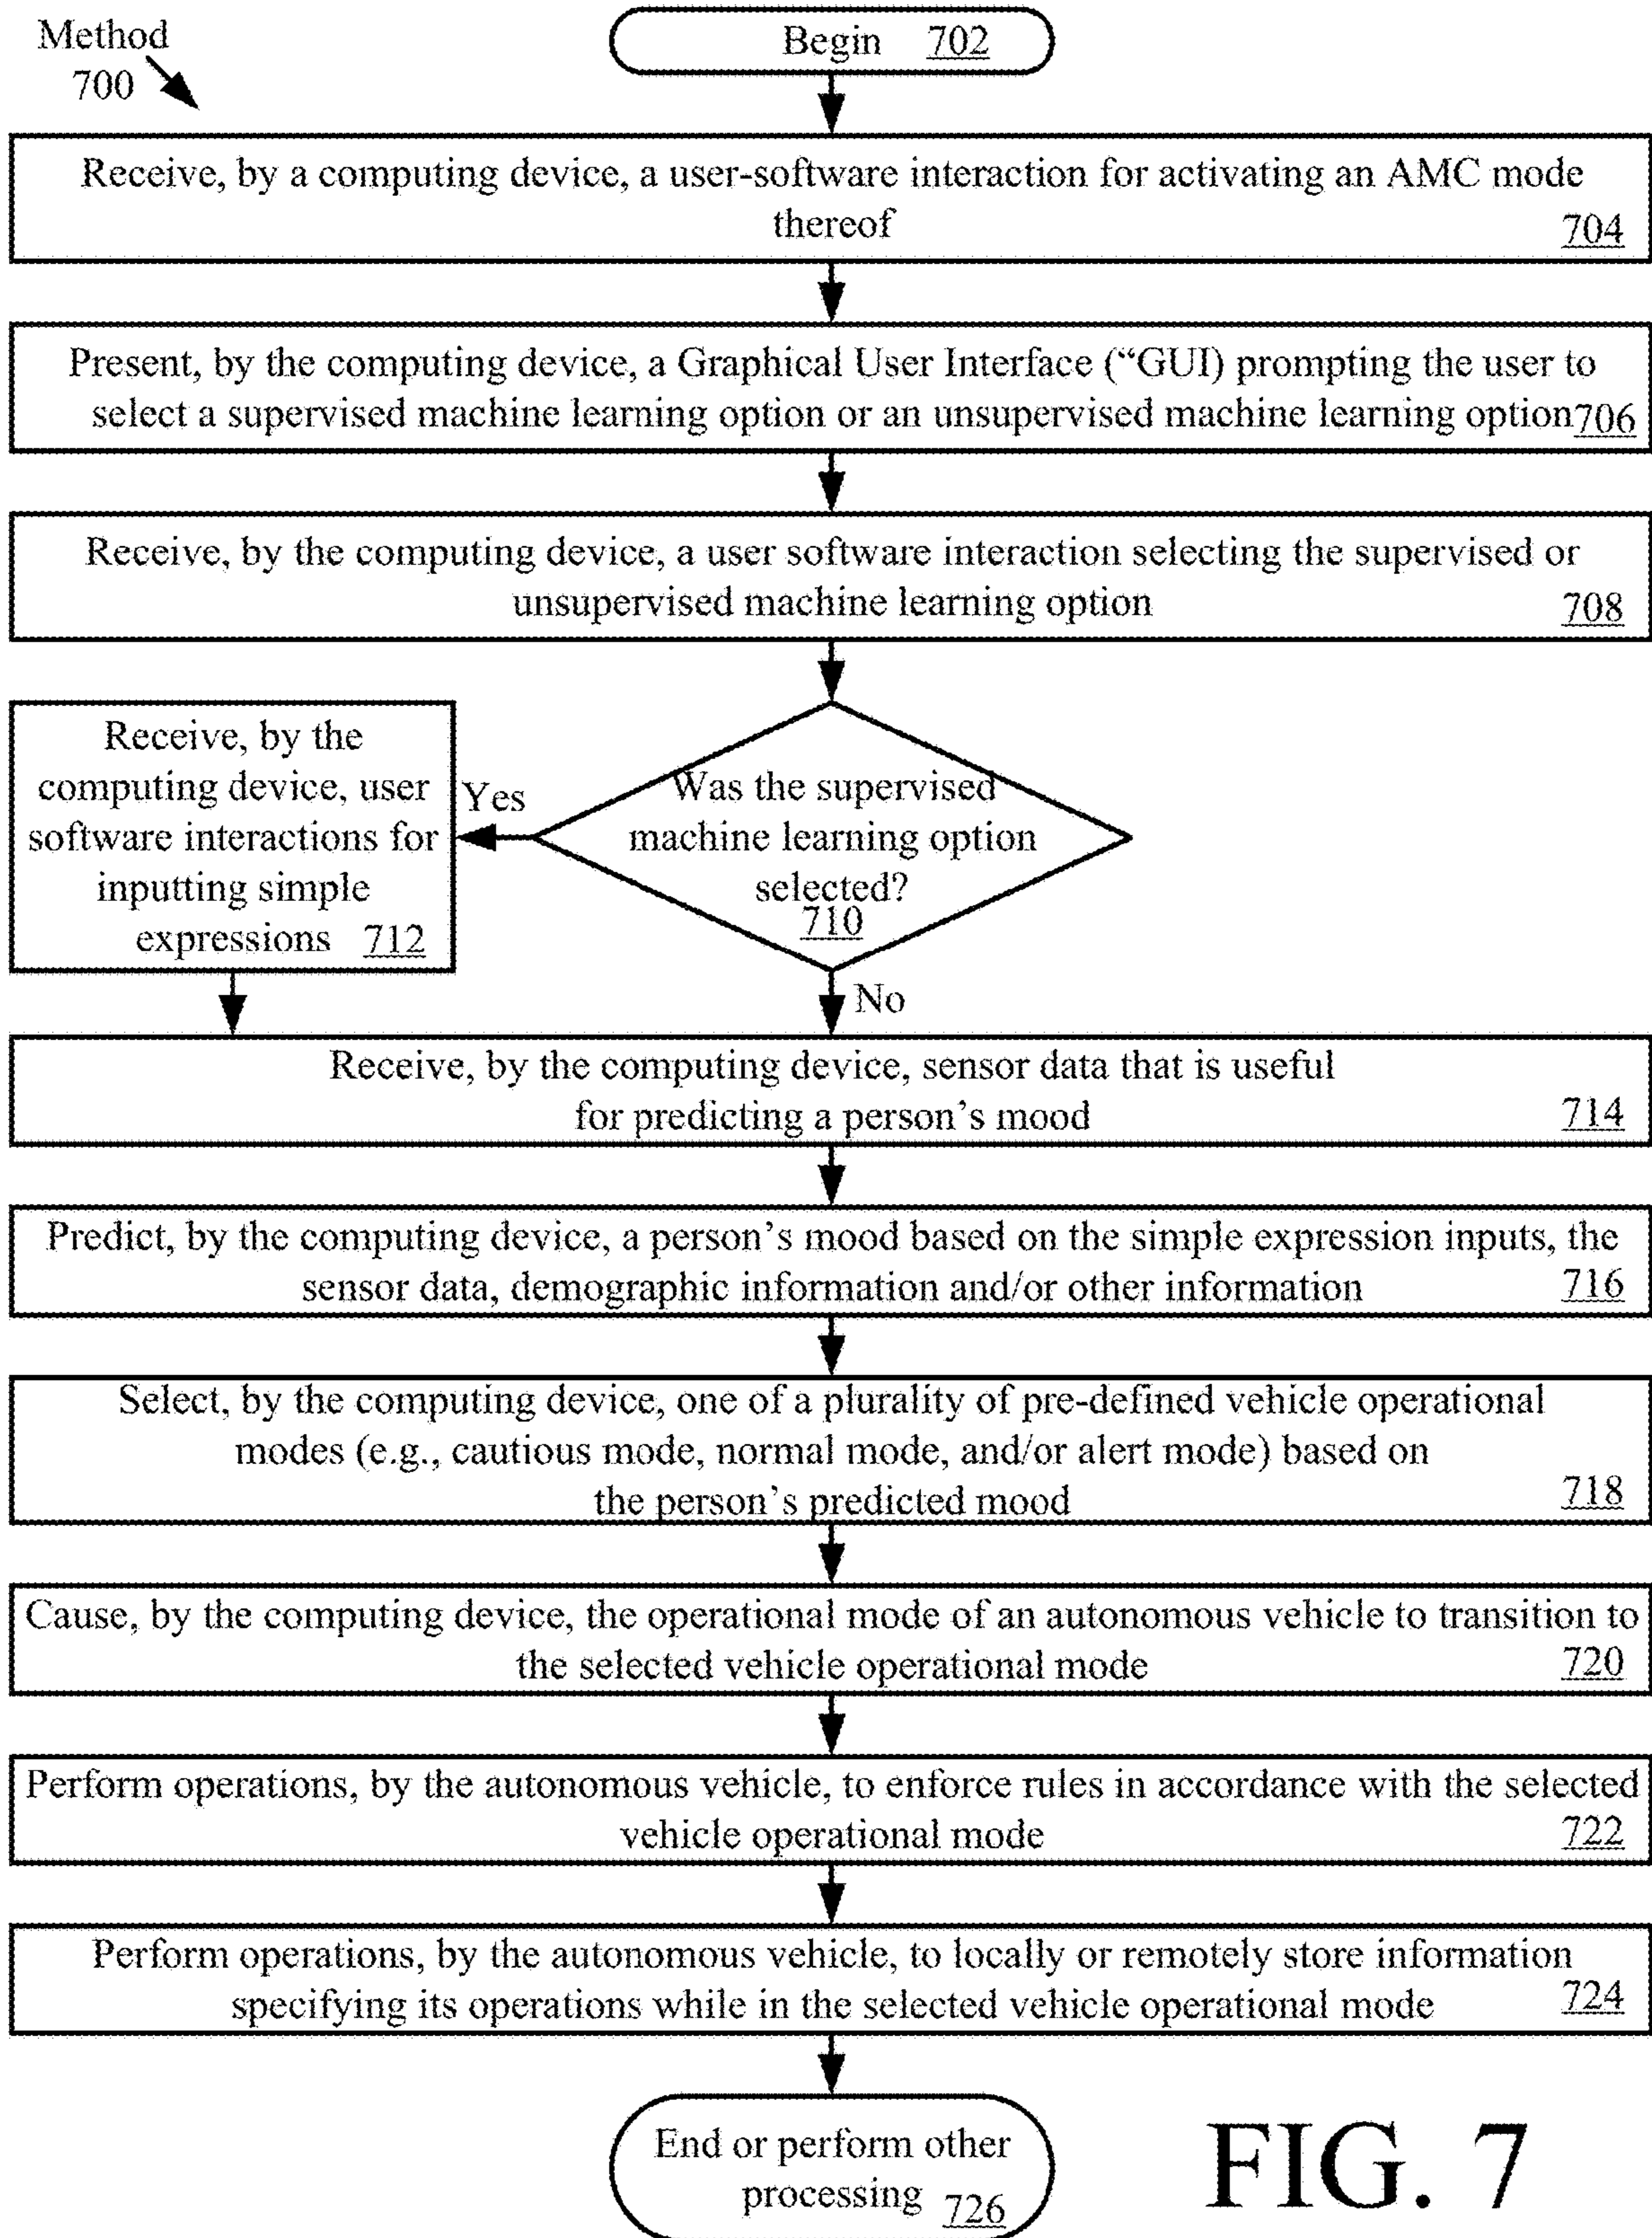 Method
700
Begin 702
Receive, by a computing device, a user-software interaction for activating an AMC mode
thereof
704
Present, by the computing device, a Graphical User Interface (“GUI) prompting the user to
select a supervised machine learning option or an unsupervised machine learning option 706
Receive, by the computing device, a user software interaction selecting the supervised or
unsupervised machine learning option
708
Was the supervised
machine learning option
selected?
710
Yes
Receive, by the
computing device, user
software interactions for
inputting simple
expressions 712
No
Receive, by the computing device, sensor data that is useful
for predicting a person’s mood
714
Predict, by the computing device, a person’s mood based on the simple expression inputs, the
sensor data, demographic information and/or other information
716
Select, by the computing device, one of a plurality of pre-defined vehicle operational
modes (e.g., cautious mode, normal mode, and/or alert mode) based on
the person’s predicted mood
718
Cause, by the computing device, the operational mode of an autonomous vehicle to transition to
the selected vehicle operational mode
720
Perform operations, by the autonomous vehicle, to enforce rules in accordance with the selected
vehicle operational mode
722
Perform operations, by the autonomous vehicle, to locally or remotely store information
specifying its operations while in the selected vehicle operational mode
724
End or perform other
processing 726
FIG. 7